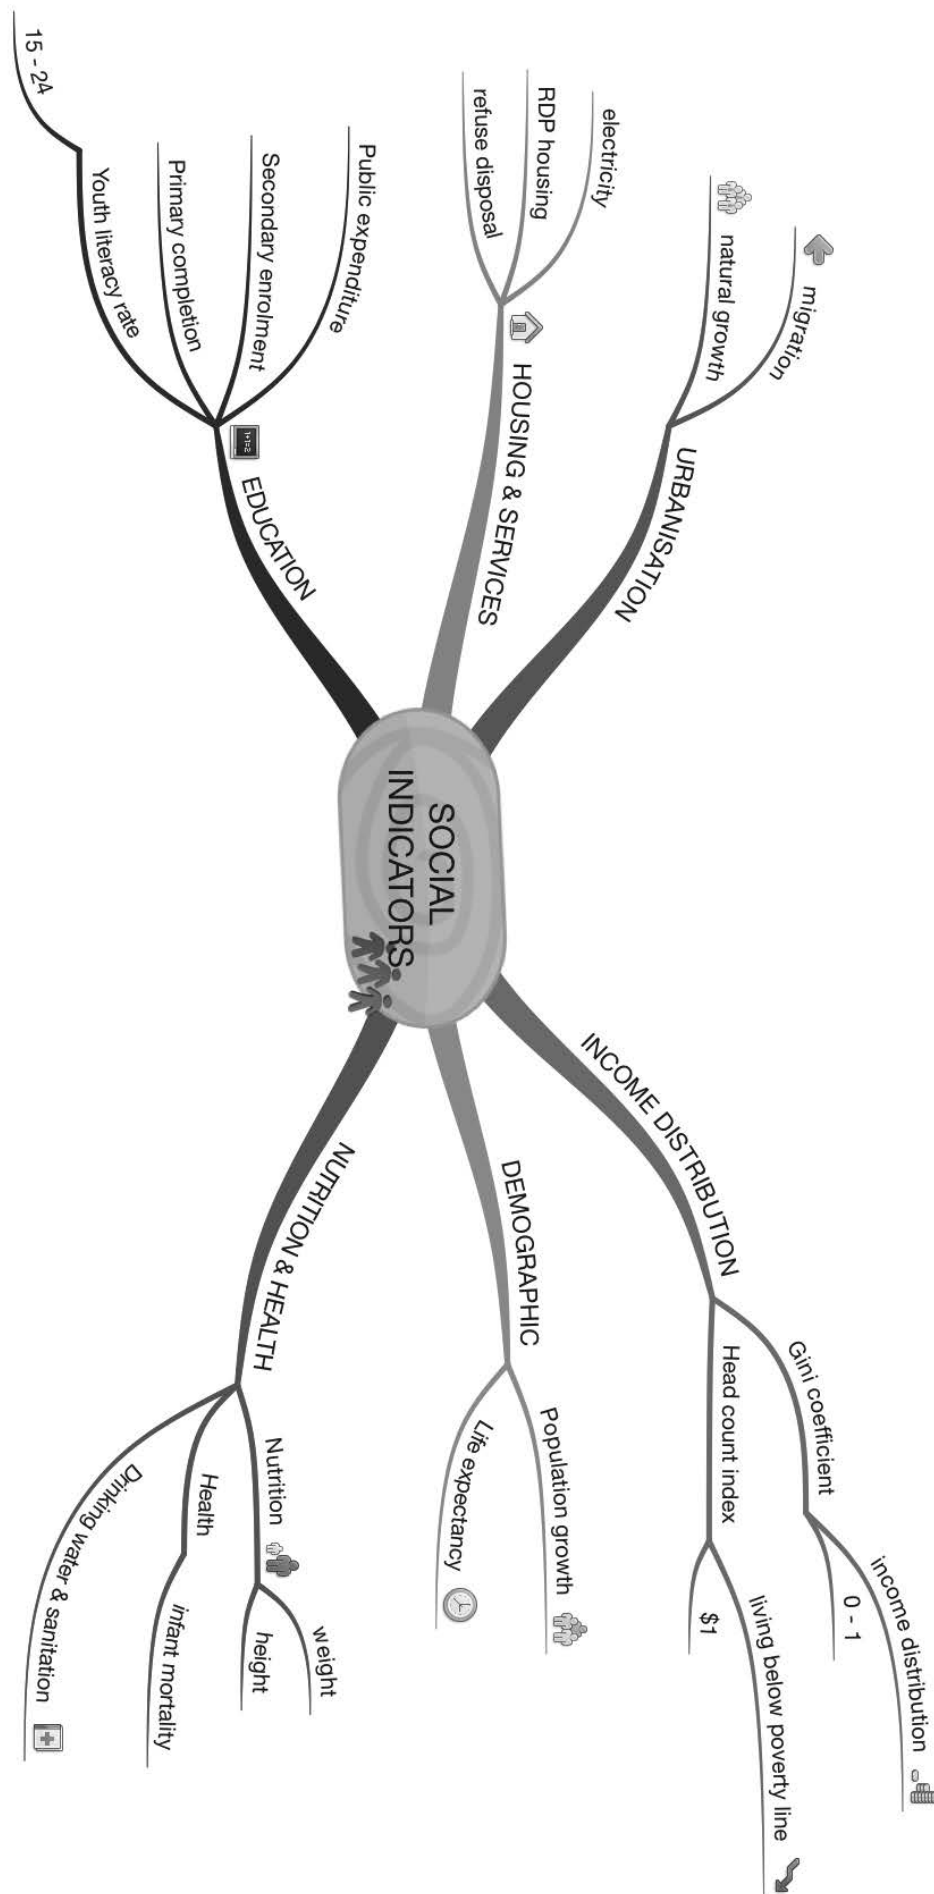 SOCIAL
INDICATORS
INCOME DISTRIBUTION
Gini coefficient
income distribution
0 - 1
Head count index
living below poverty line
$1
DEMOGRAPHIC
Population growth
Life expectancy
NUTRITION & HEALTH
Nutrition
weight
height
Health
infant mortality
Drinking water & sanitation
EDUCATION
1+1=2
Public expenditure
Secondary enrolment
Primary completion
Youth literacy rate
15 - 24
HOUSING & SERVICES
electricity
RDP housing
refuse disposal
URBANISATION
migration
natural growth